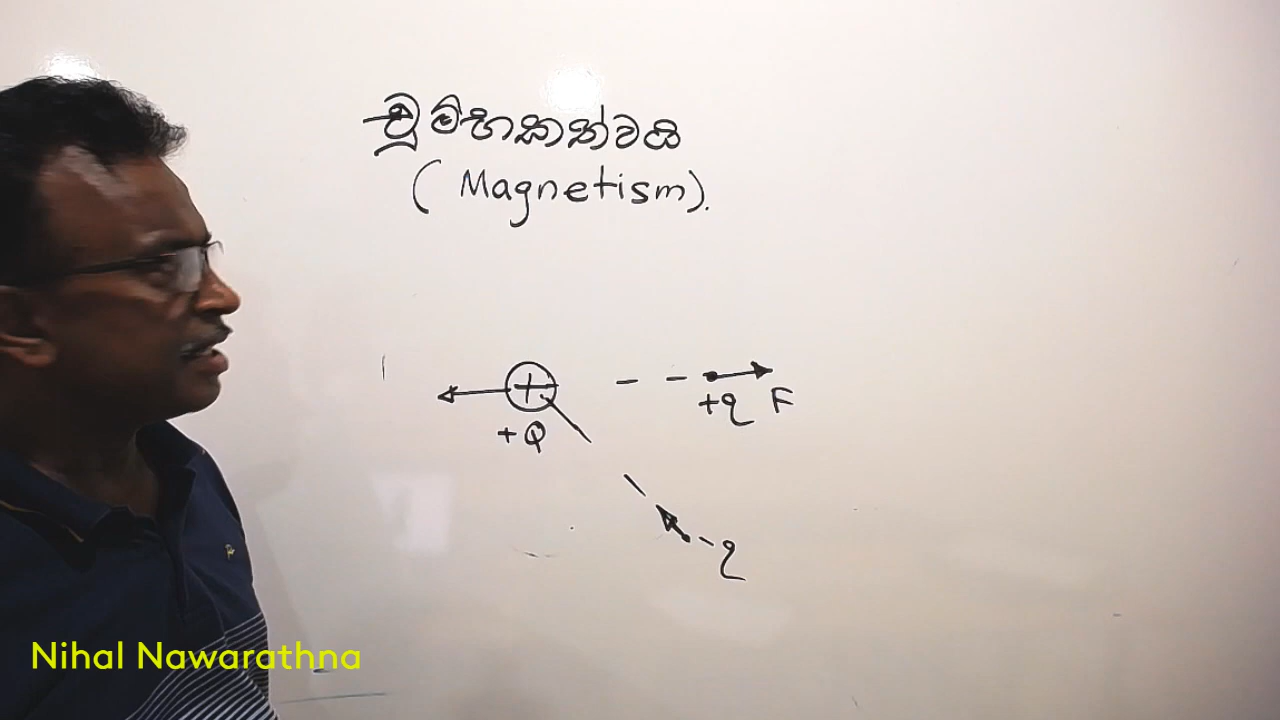 චුම්භකත්වය
(Magnetism).
+q F
+Q
-q
Nihal Nawarathna